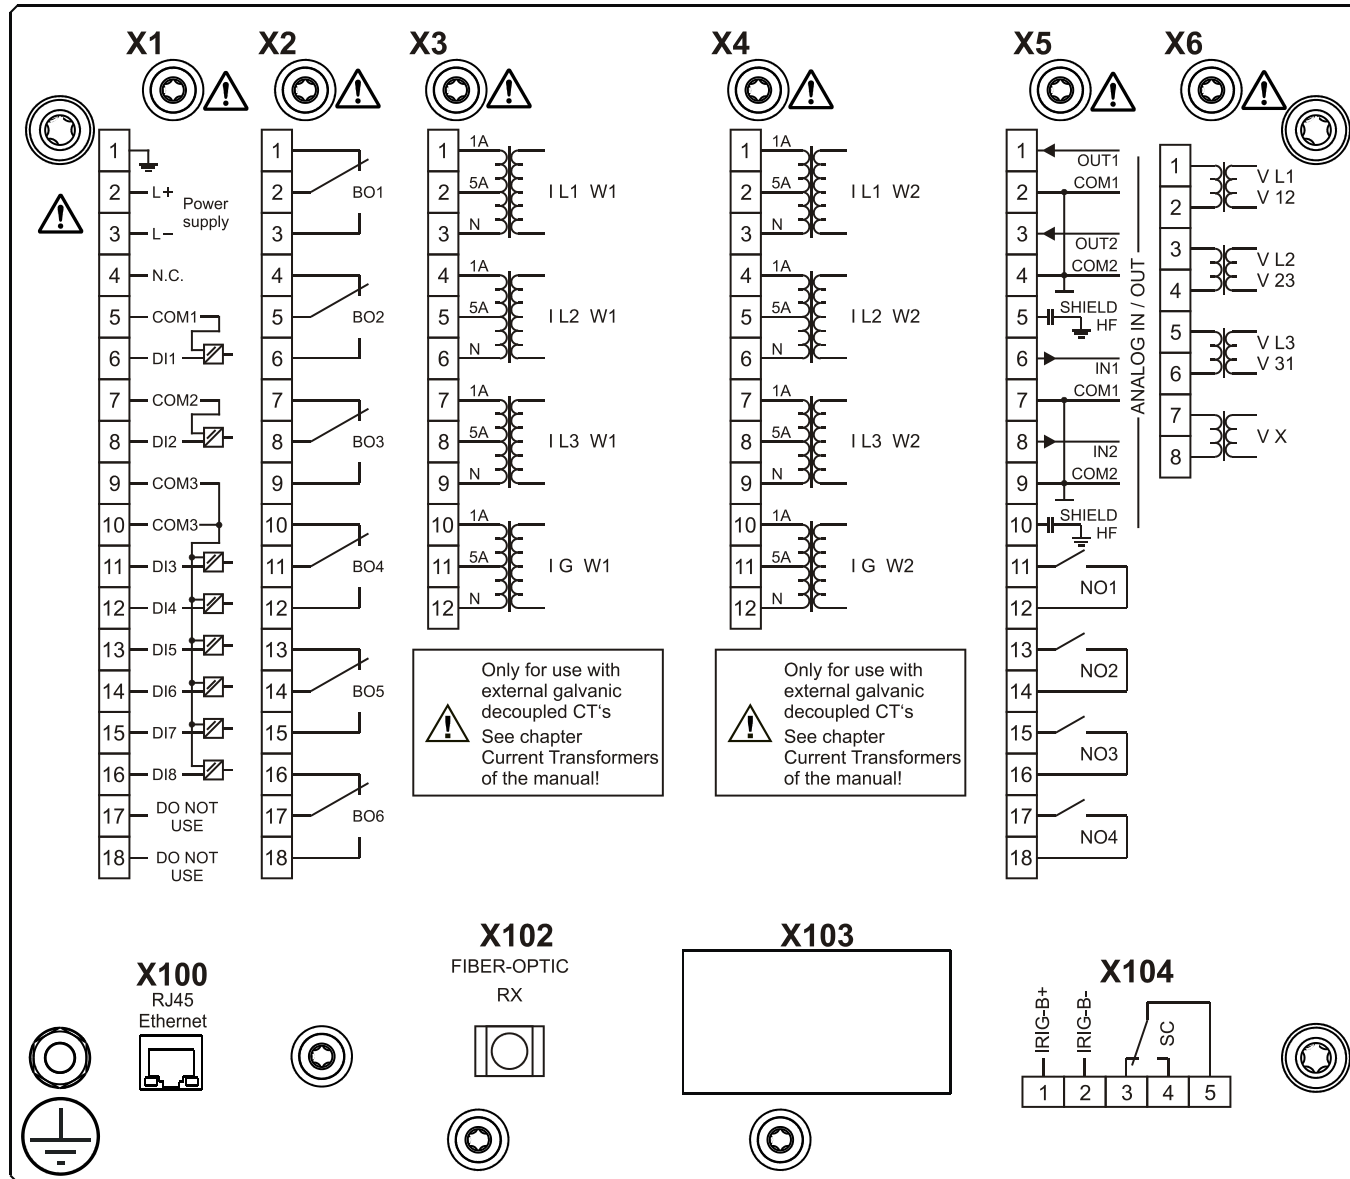 X1 X2 X3 X4 X5 X6
1
2 L+
3 L−
Power
supply
4 N.C.
5 COM1
6 DI1
7 COM2
8 DI2
9 COM3
10 COM3
11 DI3
12 DI4
13 DI5
14 DI6
15 DI7
16 DI8
17 DO NOT
USE
18 DO NOT
USE
1
2 BO1
3
4
5 BO2
6
7
8 BO3
9
10
11 BO4
12
13
14 BO5
15
16
17 BO6
18
1 1A
2 5A I L1 W1
3 N
4 1A
5 5A I L2 W1
6 N
7 1A
8 5A I L3 W1
9 N
10 1A
11 5A I G W1
12 N
Only for use with
external galvanic
decoupled CT‘s
See chapter
Current Transformers
of the manual!
1 1A
2 5A I L1 W2
3 N
4 1A
5 5A I L2 W2
6 N
7 1A
8 5A I L3 W2
9 N
10 1A
11 5A I G W2
12 N
Only for use with
external galvanic
decoupled CT‘s
See chapter
Current Transformers
of the manual!
1 OUT1
2 COM1
3 OUT2
4 COM2
5 SHIELD
HF
6 IN1
7 COM1
8 IN2
9 COM2
10 SHIELD
HF
ANALOG IN / OUT
11
NO1
12
13
NO2
14
15
NO3
16
17
NO4
18
1 V L1
2 V 12
3 V L2
4 V 23
5 V L3
6 V 31
7
V X
8
X100
RJ45
Ethernet
X102
FIBER-OPTIC
RX
X103
X104
IRIG-B+
IRIG-B-
SC
1 2 3 4 5